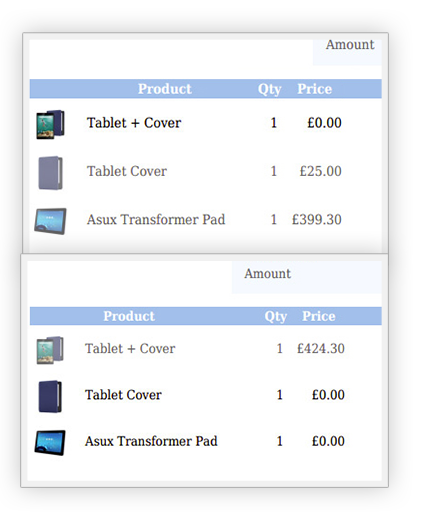 Amount
Product Qty Price
Tablet + Cover 1 £0.00
Tablet Cover 1 £25.00
Asux Transformer Pad 1 £399.30
Amount
Product Qty Price
Tablet + Cover 1 £424.30
Tablet Cover 1 £0.00
Asux Transformer Pad 1 £0.00